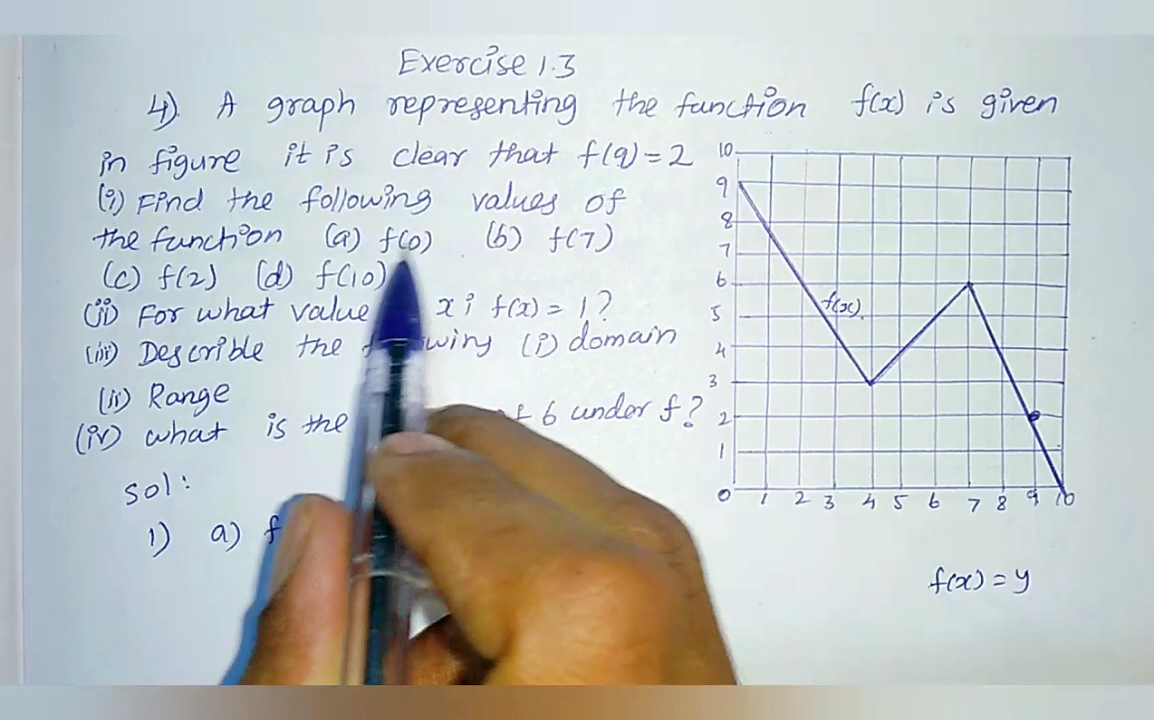 Exercise 1.3
4). A graph representing the function f(x) is given
in figure it is clear that f(9) = 2
(i) Find the following values of
the function (a) f(0) (b) f(7)
(c) f(2) (d) f(10)
(ii) For what value x i f(x) = 1?
(iii) Describle the wing (i) domain
(ii) Range
(iv) what is the 6 under f?
Sol:
1) a) f
10
9
8
7
6
5
4
3
2
1
0 1 2 3 4 5 6 7 8 9 10
f(x).
f(x) = y